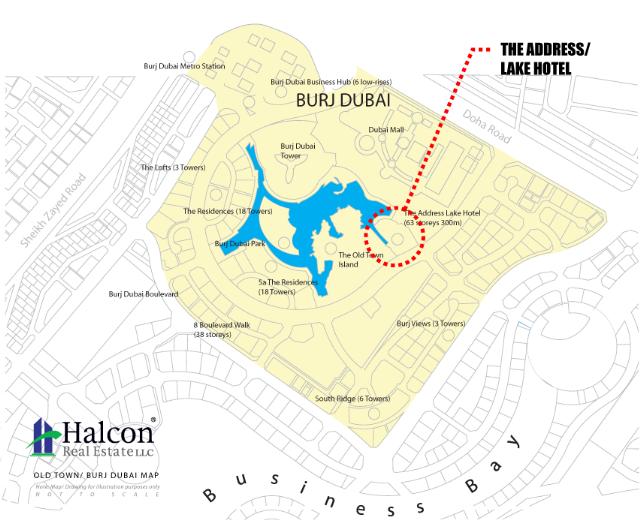 THE ADDRESS/
LAKE HOTEL
Burj Dubai Metro Station
Burj Dubai Business Hub (6 low-rises)
BURJ DUBAI
Doha Road
Dubai Mall
Burj Dubai
Tower
The Lofts (3 Towers)
Sheikh Zayed Road
The Residences (18 Towers)
The Address Lake Hotel
(63 storeys 300m)
Burj Dubai Park
The Old Town
Island
5a The Residences
(18 Towers)
Burj Dubai Boulevard
8 Boulevard Walk
(38 storeys)
Burj Views (3 Towers)
South Ridge (6 Towers)
Business Bay
Halcon®
Real Estate LLC
OLD TOWN/ BURJ DUBAI MAP
Note: Map/ Drawing for illustration purposes only
NOT TO SCALE